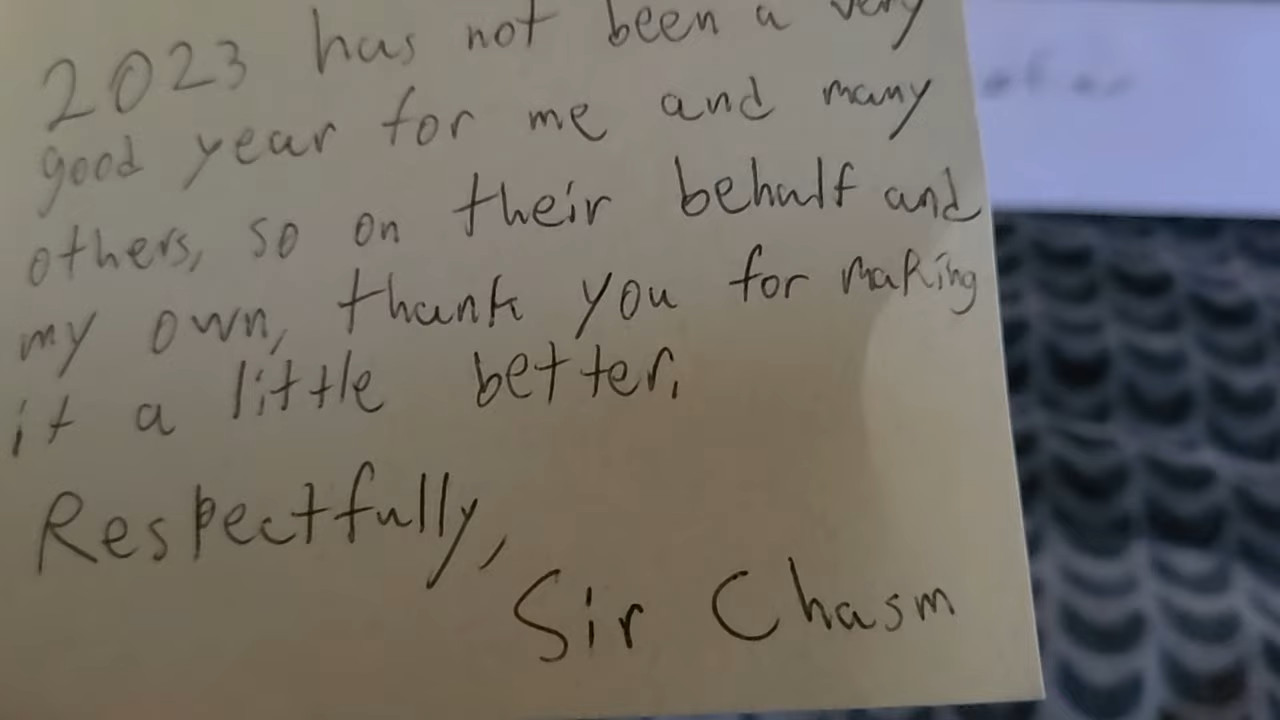 2023 has not been a very
good year for me and many
others, so on their behalf and
my own, thank you for making
it a little better.
Respectfully,
Sir Chasm